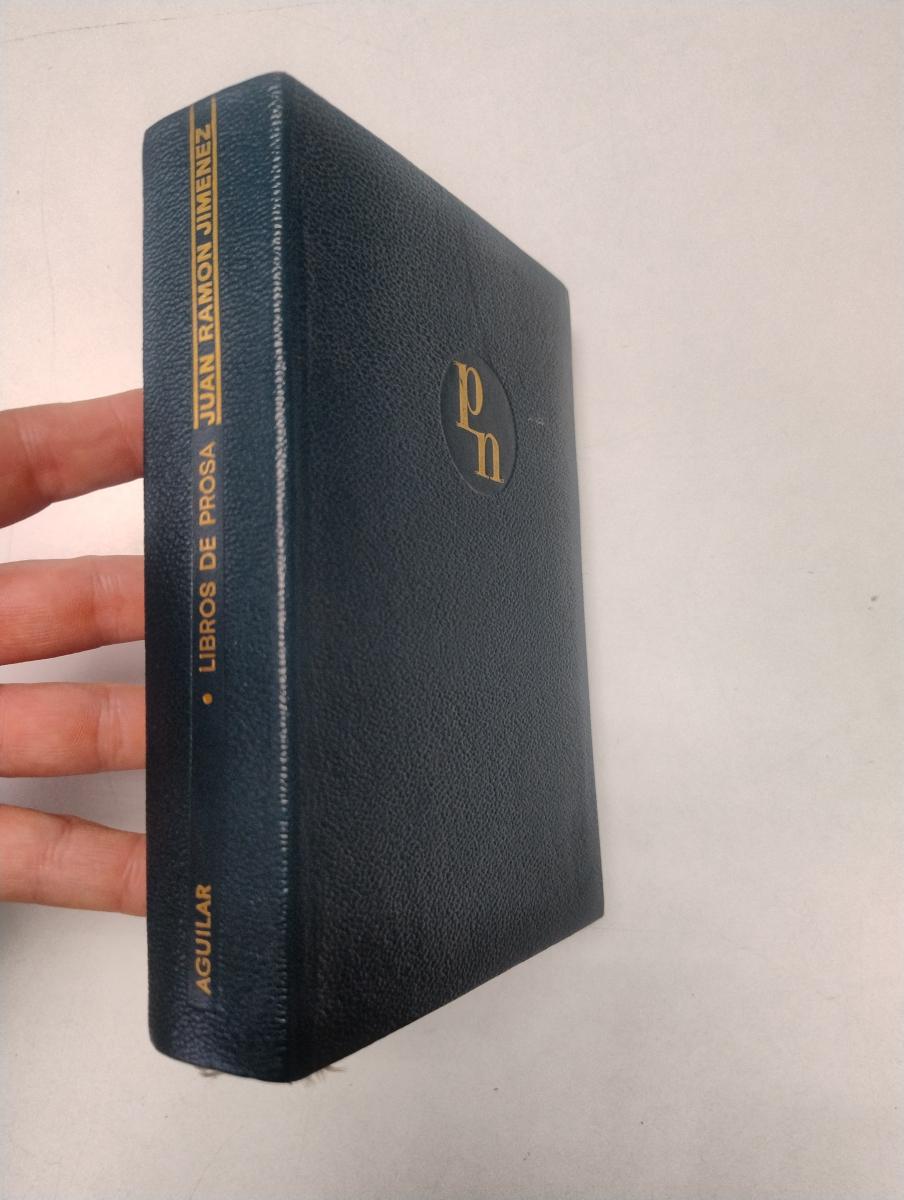 JUAN RAMON JIMENEZ
LIBROS DE PROSA •
AGUILAR
pn